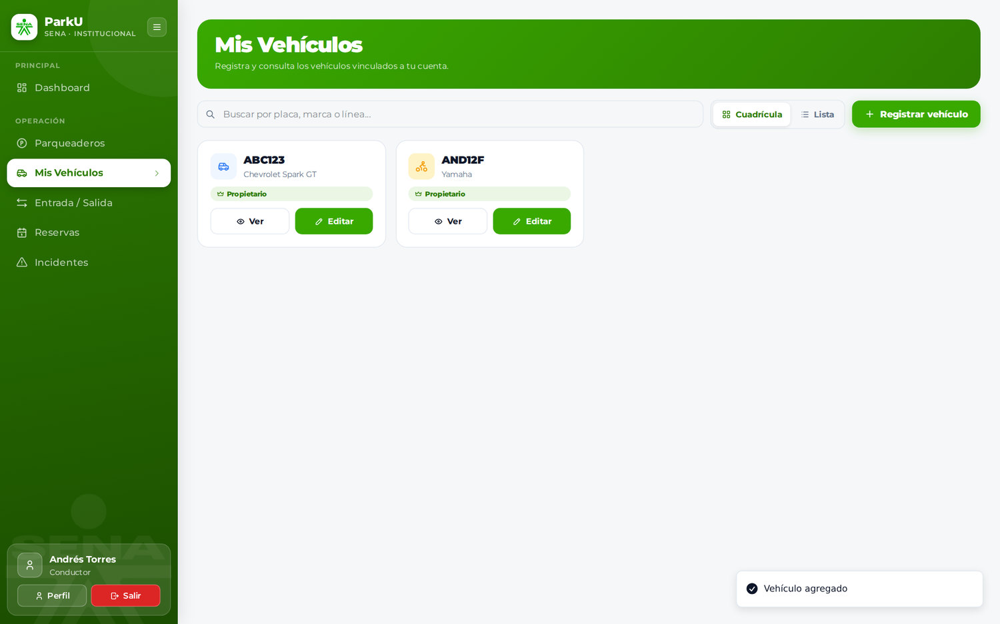 SENA
ParkU
SENA · INSTITUCIONAL
PRINCIPAL
Dashboard
OPERACIÓN
Parqueaderos
Mis Vehículos
Entrada / Salida
Reservas
Incidentes
SENA
Andrés Torres
Conductor
Perfil
Salir
Mis Vehículos
Registra y consulta los vehículos vinculados a tu cuenta.
Buscar por placa, marca o línea...
Cuadrícula
Lista
Registrar vehículo
ABC123
Chevrolet Spark GT
Propietario
Ver
Editar
AND12F
Yamaha
Propietario
Ver
Editar
Vehículo agregado